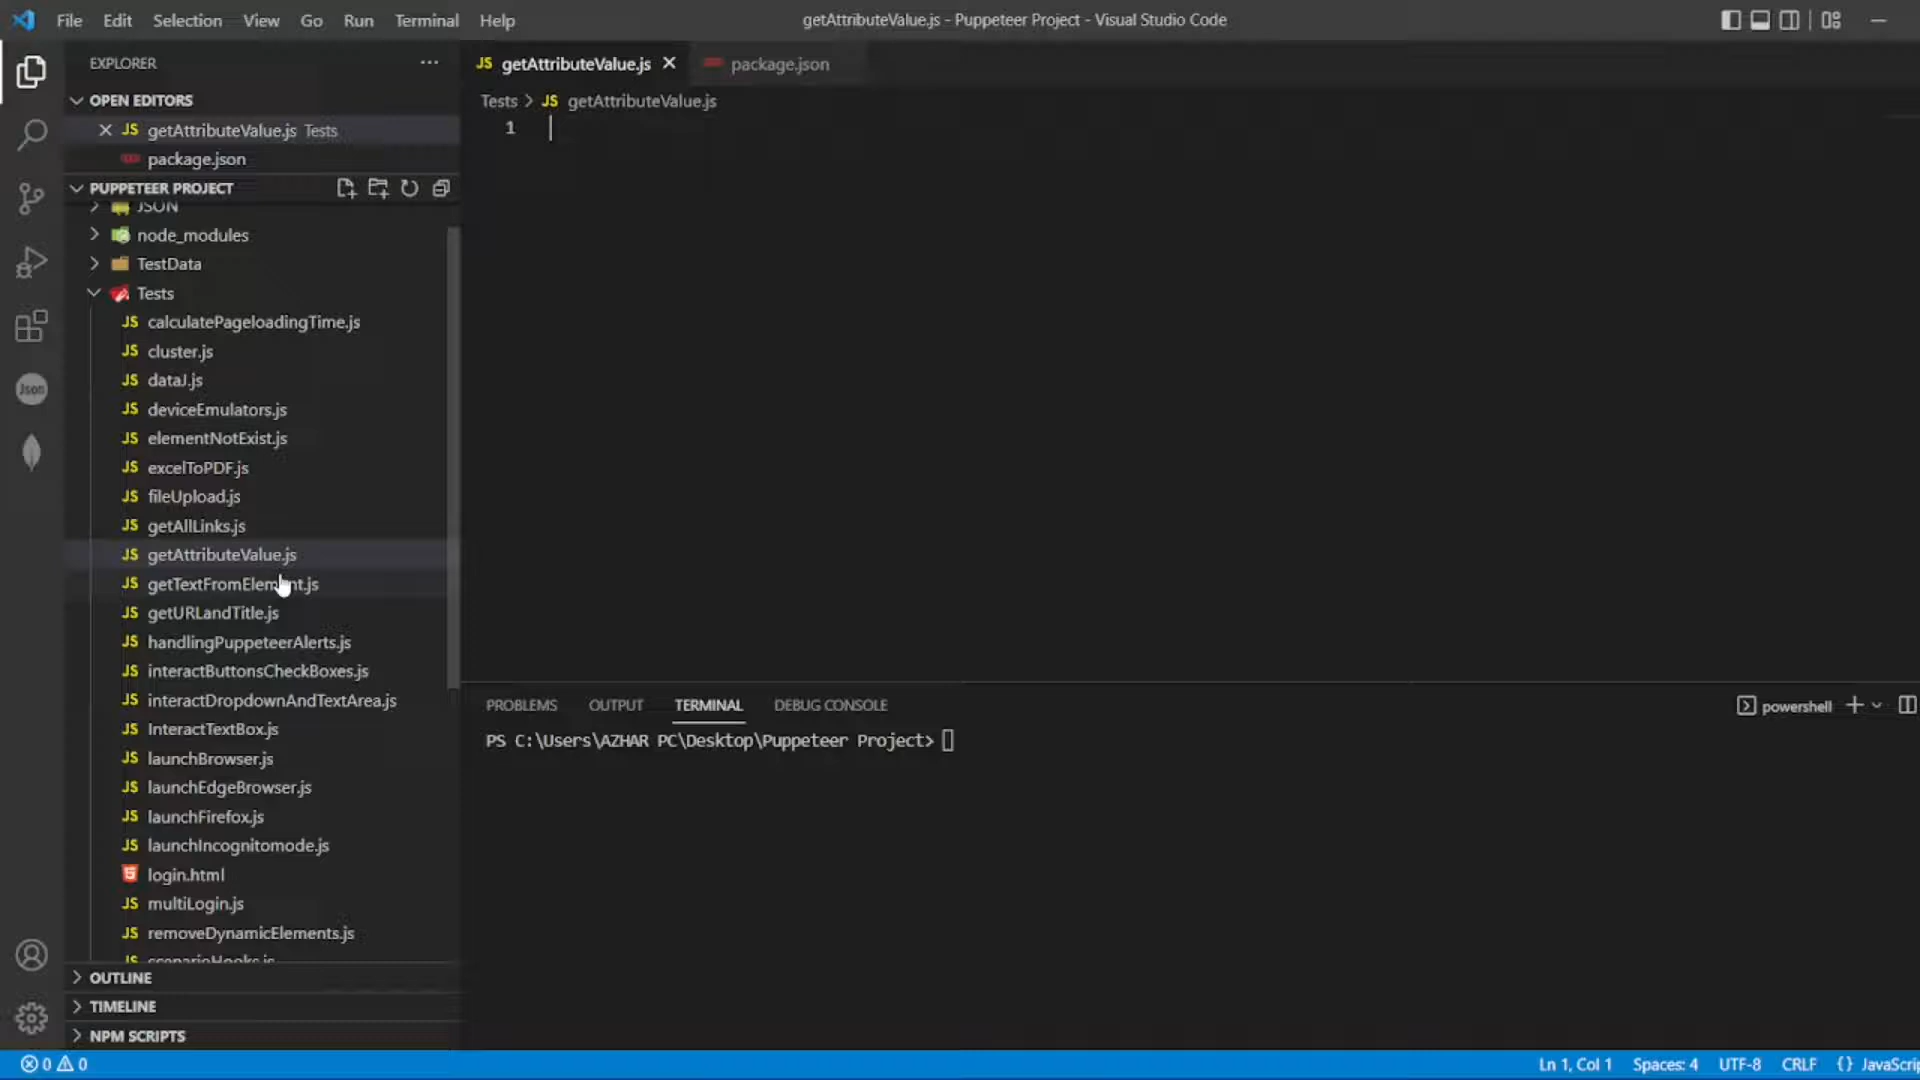 File Edit Selection View Go Run Terminal Help
getAttributeValue.js - Puppeteer Project - Visual Studio Code
EXPLORER
OPEN EDITORS
JS getAttributeValue.js Tests
package.json
PUPPETEER PROJECT
JSON
node_modules
TestData
Tests
JS calculatePageloadingTime.js
JS cluster.js
JS dataJ.js
JS deviceEmulators.js
JS elementNotExist.js
JS excelToPDF.js
JS fileUpload.js
JS getAllLinks.js
JS getAttributeValue.js
JS getTextFromElement.js
JS getURLandTitle.js
JS handlingPuppeteerAlerts.js
JS interactButtonsCheckBoxes.js
JS interactDropdownAndTextArea.js
JS InteractTextBox.js
JS launchBrowser.js
JS launchEdgeBrowser.js
JS launchFirefox.js
JS launchIncognitomode.js
5 login.html
JS multiLogin.js
JS removeDynamicElements.js
JS scenarioHooks.js
OUTLINE
TIMELINE
NPM SCRIPTS
Json
JS getAttributeValue.js
package.json
Tests > JS getAttributeValue.js
1
PROBLEMS OUTPUT TERMINAL DEBUG CONSOLE
powershell
PS C:\Users\AZHAR PC\Desktop\Puppeteer Project>
0 0
Ln 1, Col 1 Spaces: 4 UTF-8 CRLF {} JavaScrip